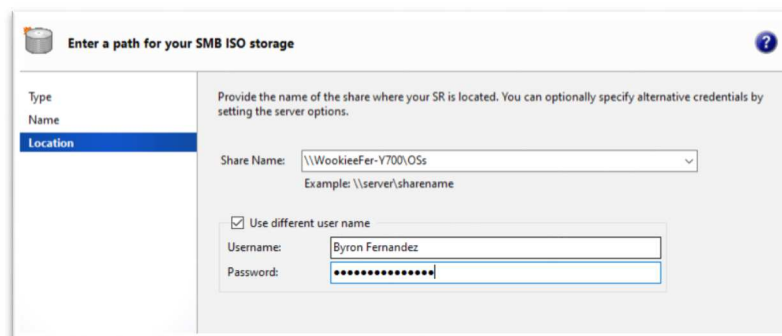 Enter a path for your SMB ISO storage
?
Type
Name
Location
Provide the name of the share where your SR is located. You can optionally specify alternative credentials by
setting the server options.
Share Name: \\WookieeFer-Y700\OSs
Example: \\server\sharename
Use different user name
Username: Byron Fernandez
Password: ●●●●●●●●●●●●●●●